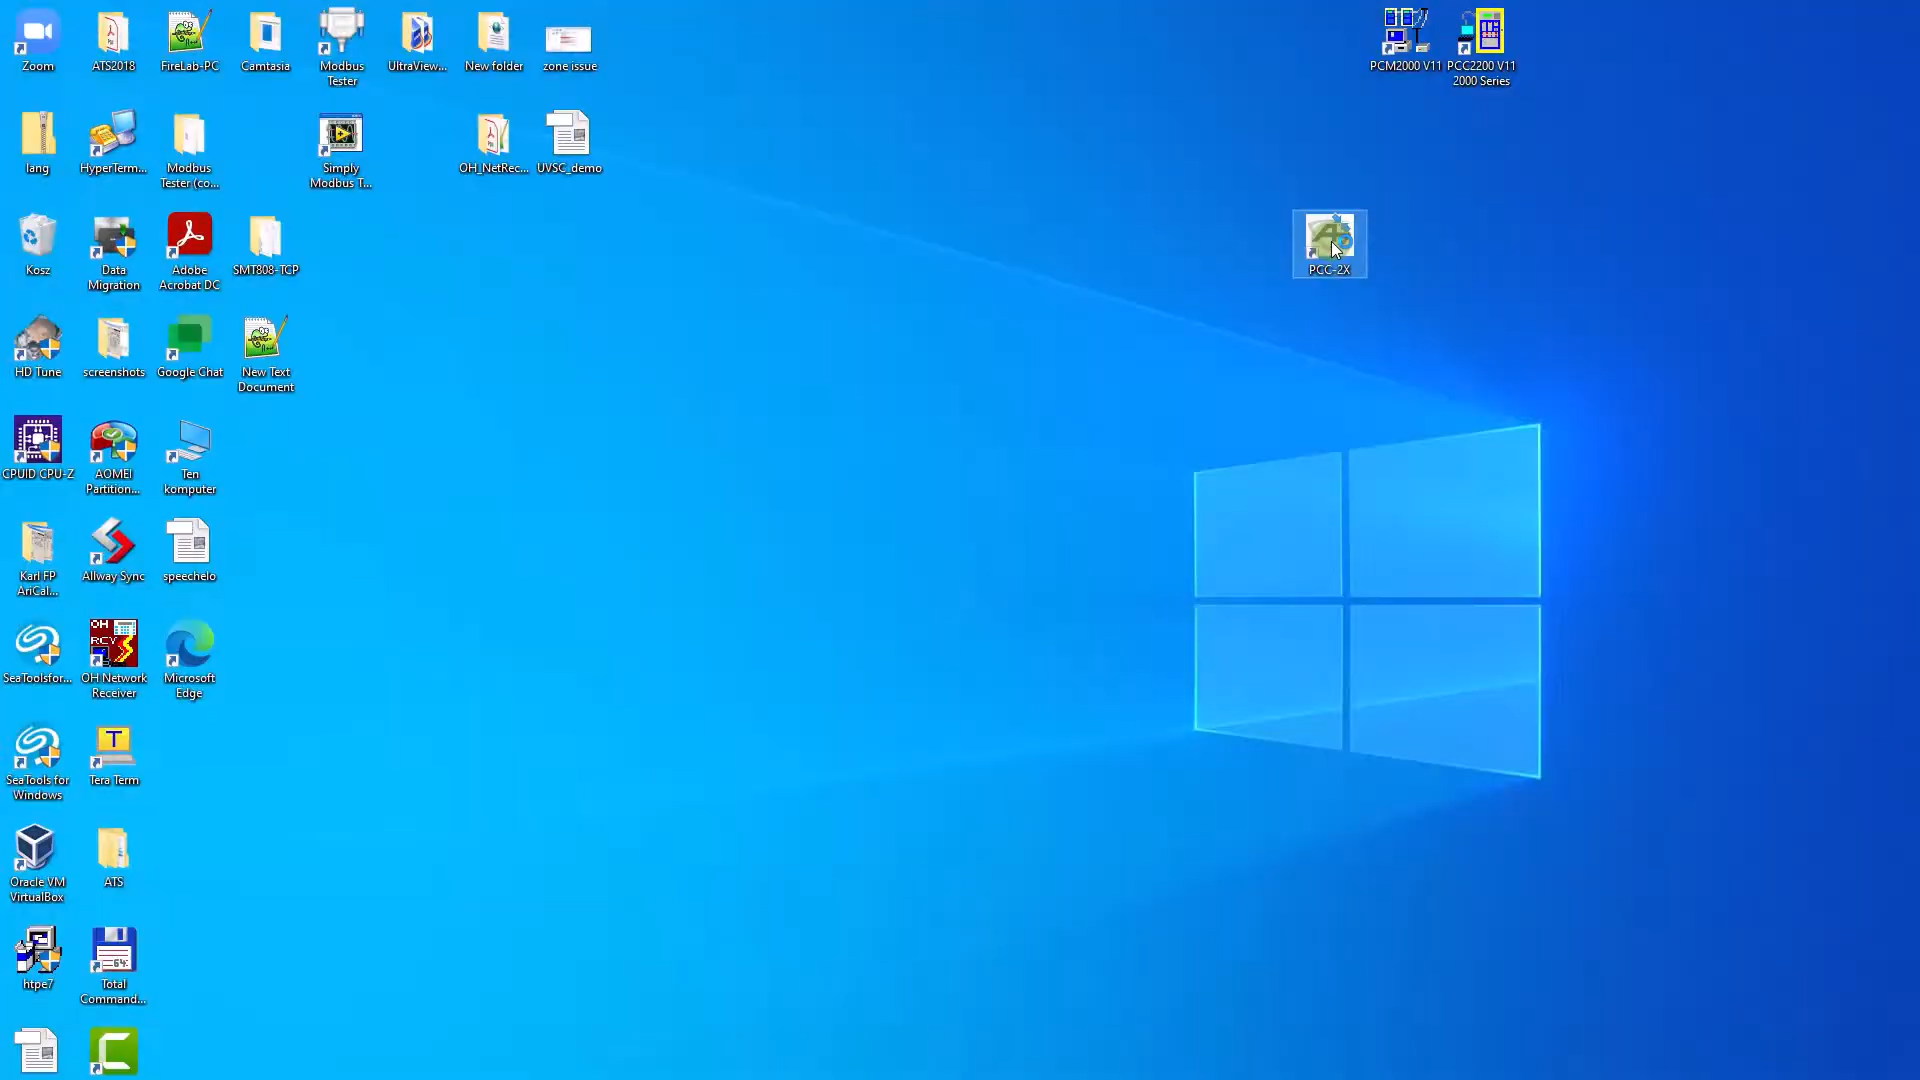 Zoom
ATS2018
FireLab-PC
Camtasia
Modbus
Tester
UltraView...
New folder
zone issue
PCM2000 V11
PCC2200 V11
2000 Series
lang
HyperTerm...
Modbus
Tester (co...
Simply
Modbus T...
OH_NetRec...
UVSC_demo
Kosz
Data
Migration
Adobe
Acrobat DC
SMT808-TCP
PCC-2X
HD Tune
screenshots
Google Chat
New Text
Document
CPUID CPU-Z
AOMEI
Partition...
Ten
komputer
Karl FP
AriCal...
Allway Sync
speechelo
OH
RCV
SeaToolsfor...
OH Network
Receiver
Microsoft
Edge
T
SeaTools for
Windows
Tera Term
Oracle VM
VirtualBox
ATS
64
htpe7
Total
Command...